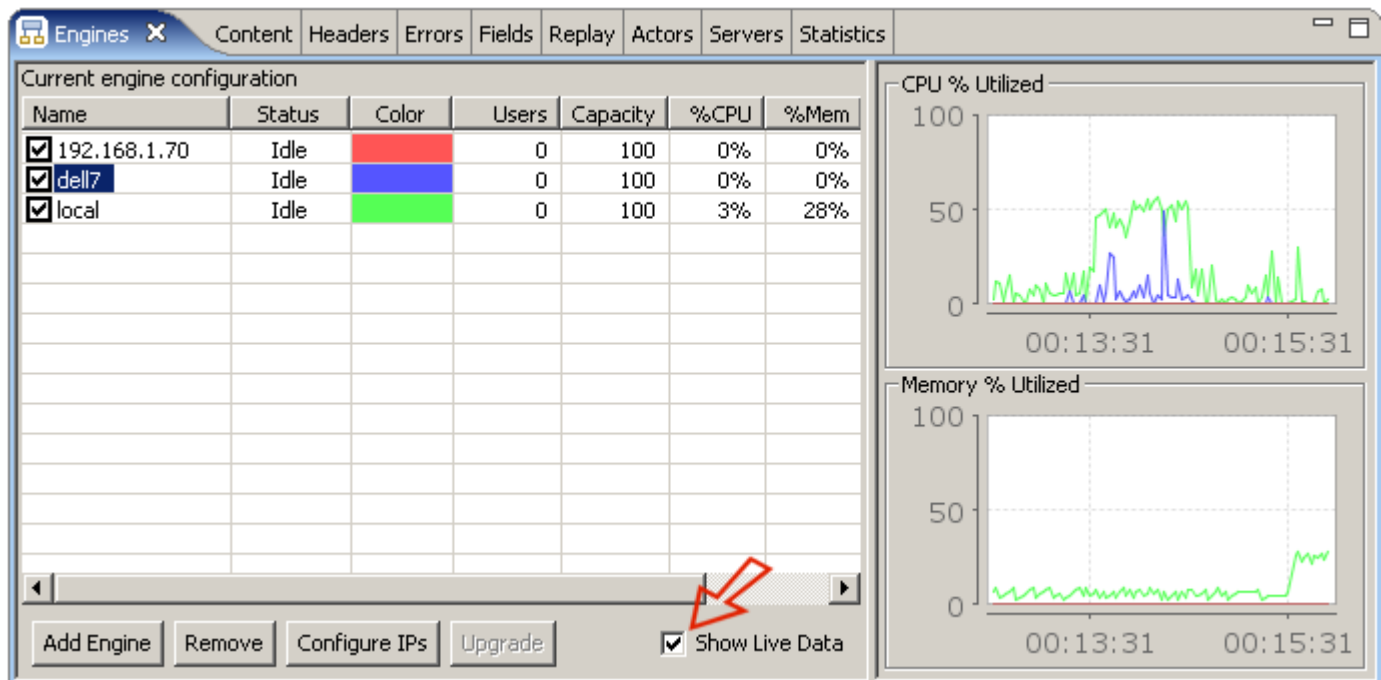 Engines Content Headers Errors Fields Replay Actors Servers Statistics
Current engine configuration
Name Status Color Users Capacity %CPU %Mem
192.168.1.70 Idle 0 100 0% 0%
dell7 Idle 0 100 0% 0%
local Idle 0 100 3% 28%
Add Engine Remove Configure IPs Upgrade Show Live Data
CPU % Utilized
100
50
0
00:13:31 00:15:31
Memory % Utilized
100
50
0
00:13:31 00:15:31